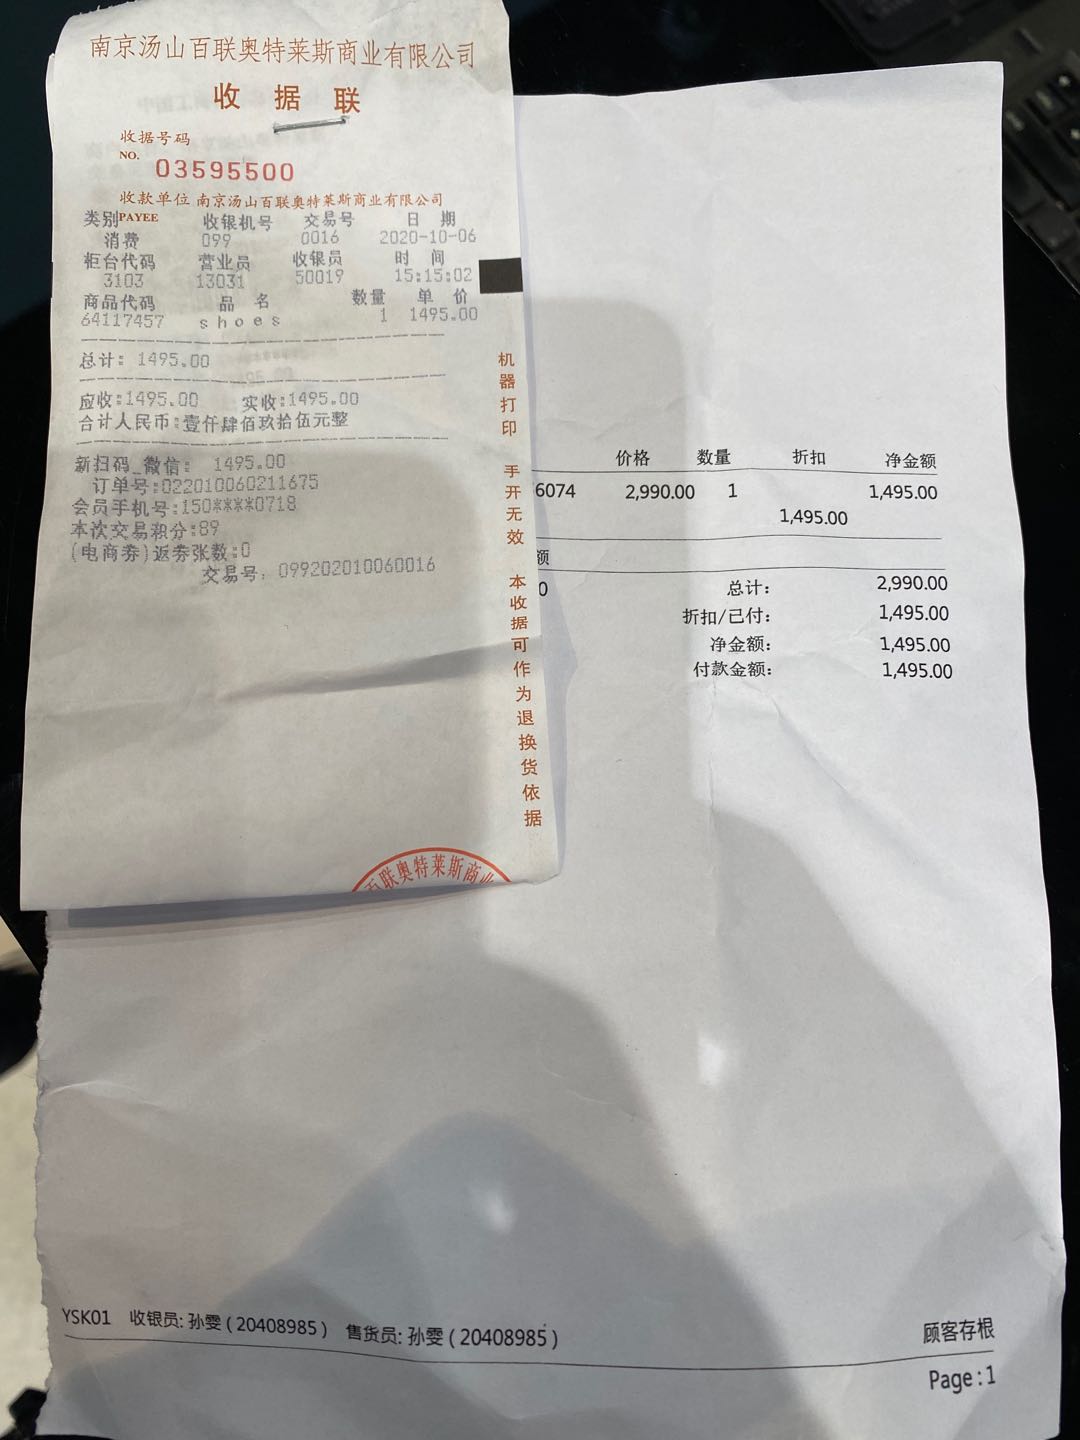 南京汤山百联奥特莱斯商业有限公司
收据联
收据号码
NO. 03595500
收款单位 南京汤山百联奥特莱斯商业有限公司
PAYEE
类别 收银机号 交易号 日 期
消费 099 0016 2020-10-06
柜台代码 营业员 收银员 时 间
3103 13031 50019 15:15:02
商品代码 品 名 数量 单 价
64117457 shoes 1 1495.00
总计: 1495.00
应收:1495.00 实收:1495.00
合计人民币:壹仟肆佰玖拾伍元整
新扫码_微信: 1495.00
订单号:022010060211675
会员手机号:150****0718
本次交易积分:89
(电商券)返券张数:0
交易号: 099202010060016
机器打印 手开无效 本收据可作为退换货依据
百联奥特莱斯商业
价格 数量 折扣 净金额
6074 2,990.00 1 1,495.00
1,495.00
额
0 总计: 2,990.00
折扣/已付: 1,495.00
净金额: 1,495.00
付款金额: 1,495.00
YSK01 收银员: 孙雯 ( 20408985 ) 售货员: 孙雯 ( 20408985 )
顾客存根
Page :1